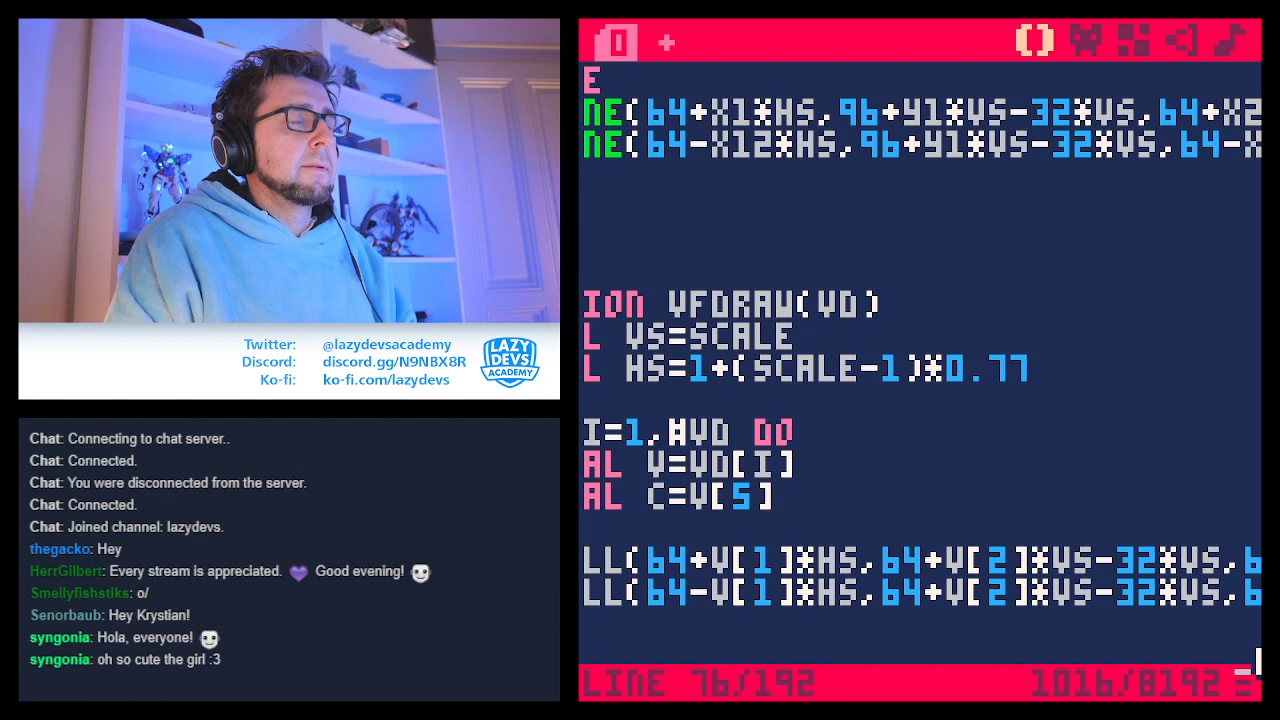 Twitter: @lazydevsacademy
Discord: discord.gg/N9NBX8R
Ko-fi: ko-fi.com/lazydevs
LAZY
DEVS
ACADEMY
Chat: Connecting to chat server..
Chat: Connected.
Chat: You were disconnected from the server.
Chat: Connected.
Chat: Joined channel: lazydevs.
thegacko: Hey
HerrGilbert: Every stream is appreciated. 💜 Good evening!
Smellyfishstiks: o/
Senorbaub: Hey Krystian!
syngonia: Hola, everyone!
syngonia: oh so cute the girl :3
0 +
E
NE(64+X1*HS,96+Y1*VS-32*VS,64+X2
NE(64-X12*HS,96+Y1*VS-32*VS,64-X
ION VFDRAW(VD)
L VS=SCALE
L HS=1+(SCALE-1)*0.77
I=1,#VD DO
AL V=VD[I]
AL C=V[5]
LL(64+V[1]*HS,64+V[2]*VS-32*VS,6
LL(64-V[1]*HS,64+V[2]*VS-32*VS,6
LINE 76/192 1016/8192